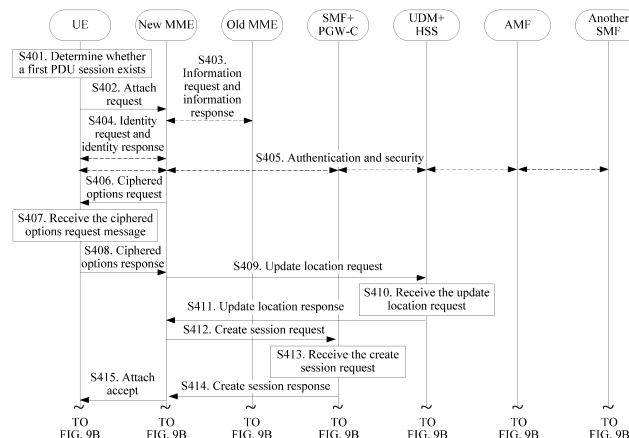 UE
New MME
Old MME
SMF+
PGW-C
UDM+
HSS
AMF
Another
SMF
S401. Determine whether
a first PDU session exists
S402. Attach
request
S403.
Information
request and
information
response
S404. Identity
request and
identity response
S405. Authentication and security
S406. Ciphered
options request
S407. Receive the ciphered
options request message
S408. Ciphered
options response
S409. Update location request
S410. Receive the update
location request
S411. Update location response
S412. Create session request
S413. Receive the create
session request
S414. Create session response
S415. Attach
accept
TO
FIG. 9B
TO
FIG. 9B
TO
FIG. 9B
TO
FIG. 9B
TO
FIG. 9B
TO
FIG. 9B
TO
FIG. 9B